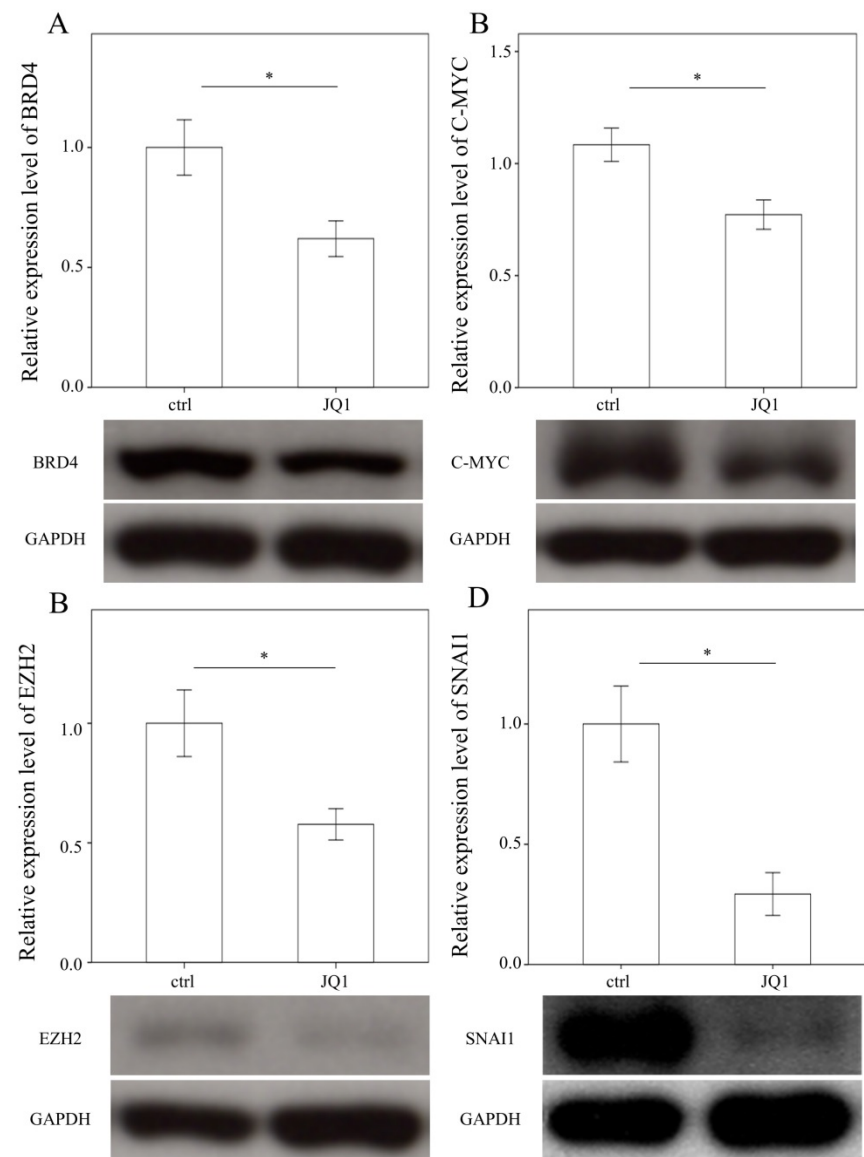 A
Relative expression level of BRD4
1.0
0.5
0.0
*
ctrl
JQ1
BRD4
GAPDH
B
Relative expression level of C-MYC
1.5
1.0
0.5
0.0
*
ctrl
JQ1
C-MYC
GAPDH
B
Relative expression level of EZH2
1.0
0.5
0.0
*
ctrl
JQ1
EZH2
GAPDH
D
Relative expression level of SNAI1
1.0
0.5
0.0
*
ctrl
JQ1
SNAI1
GAPDH